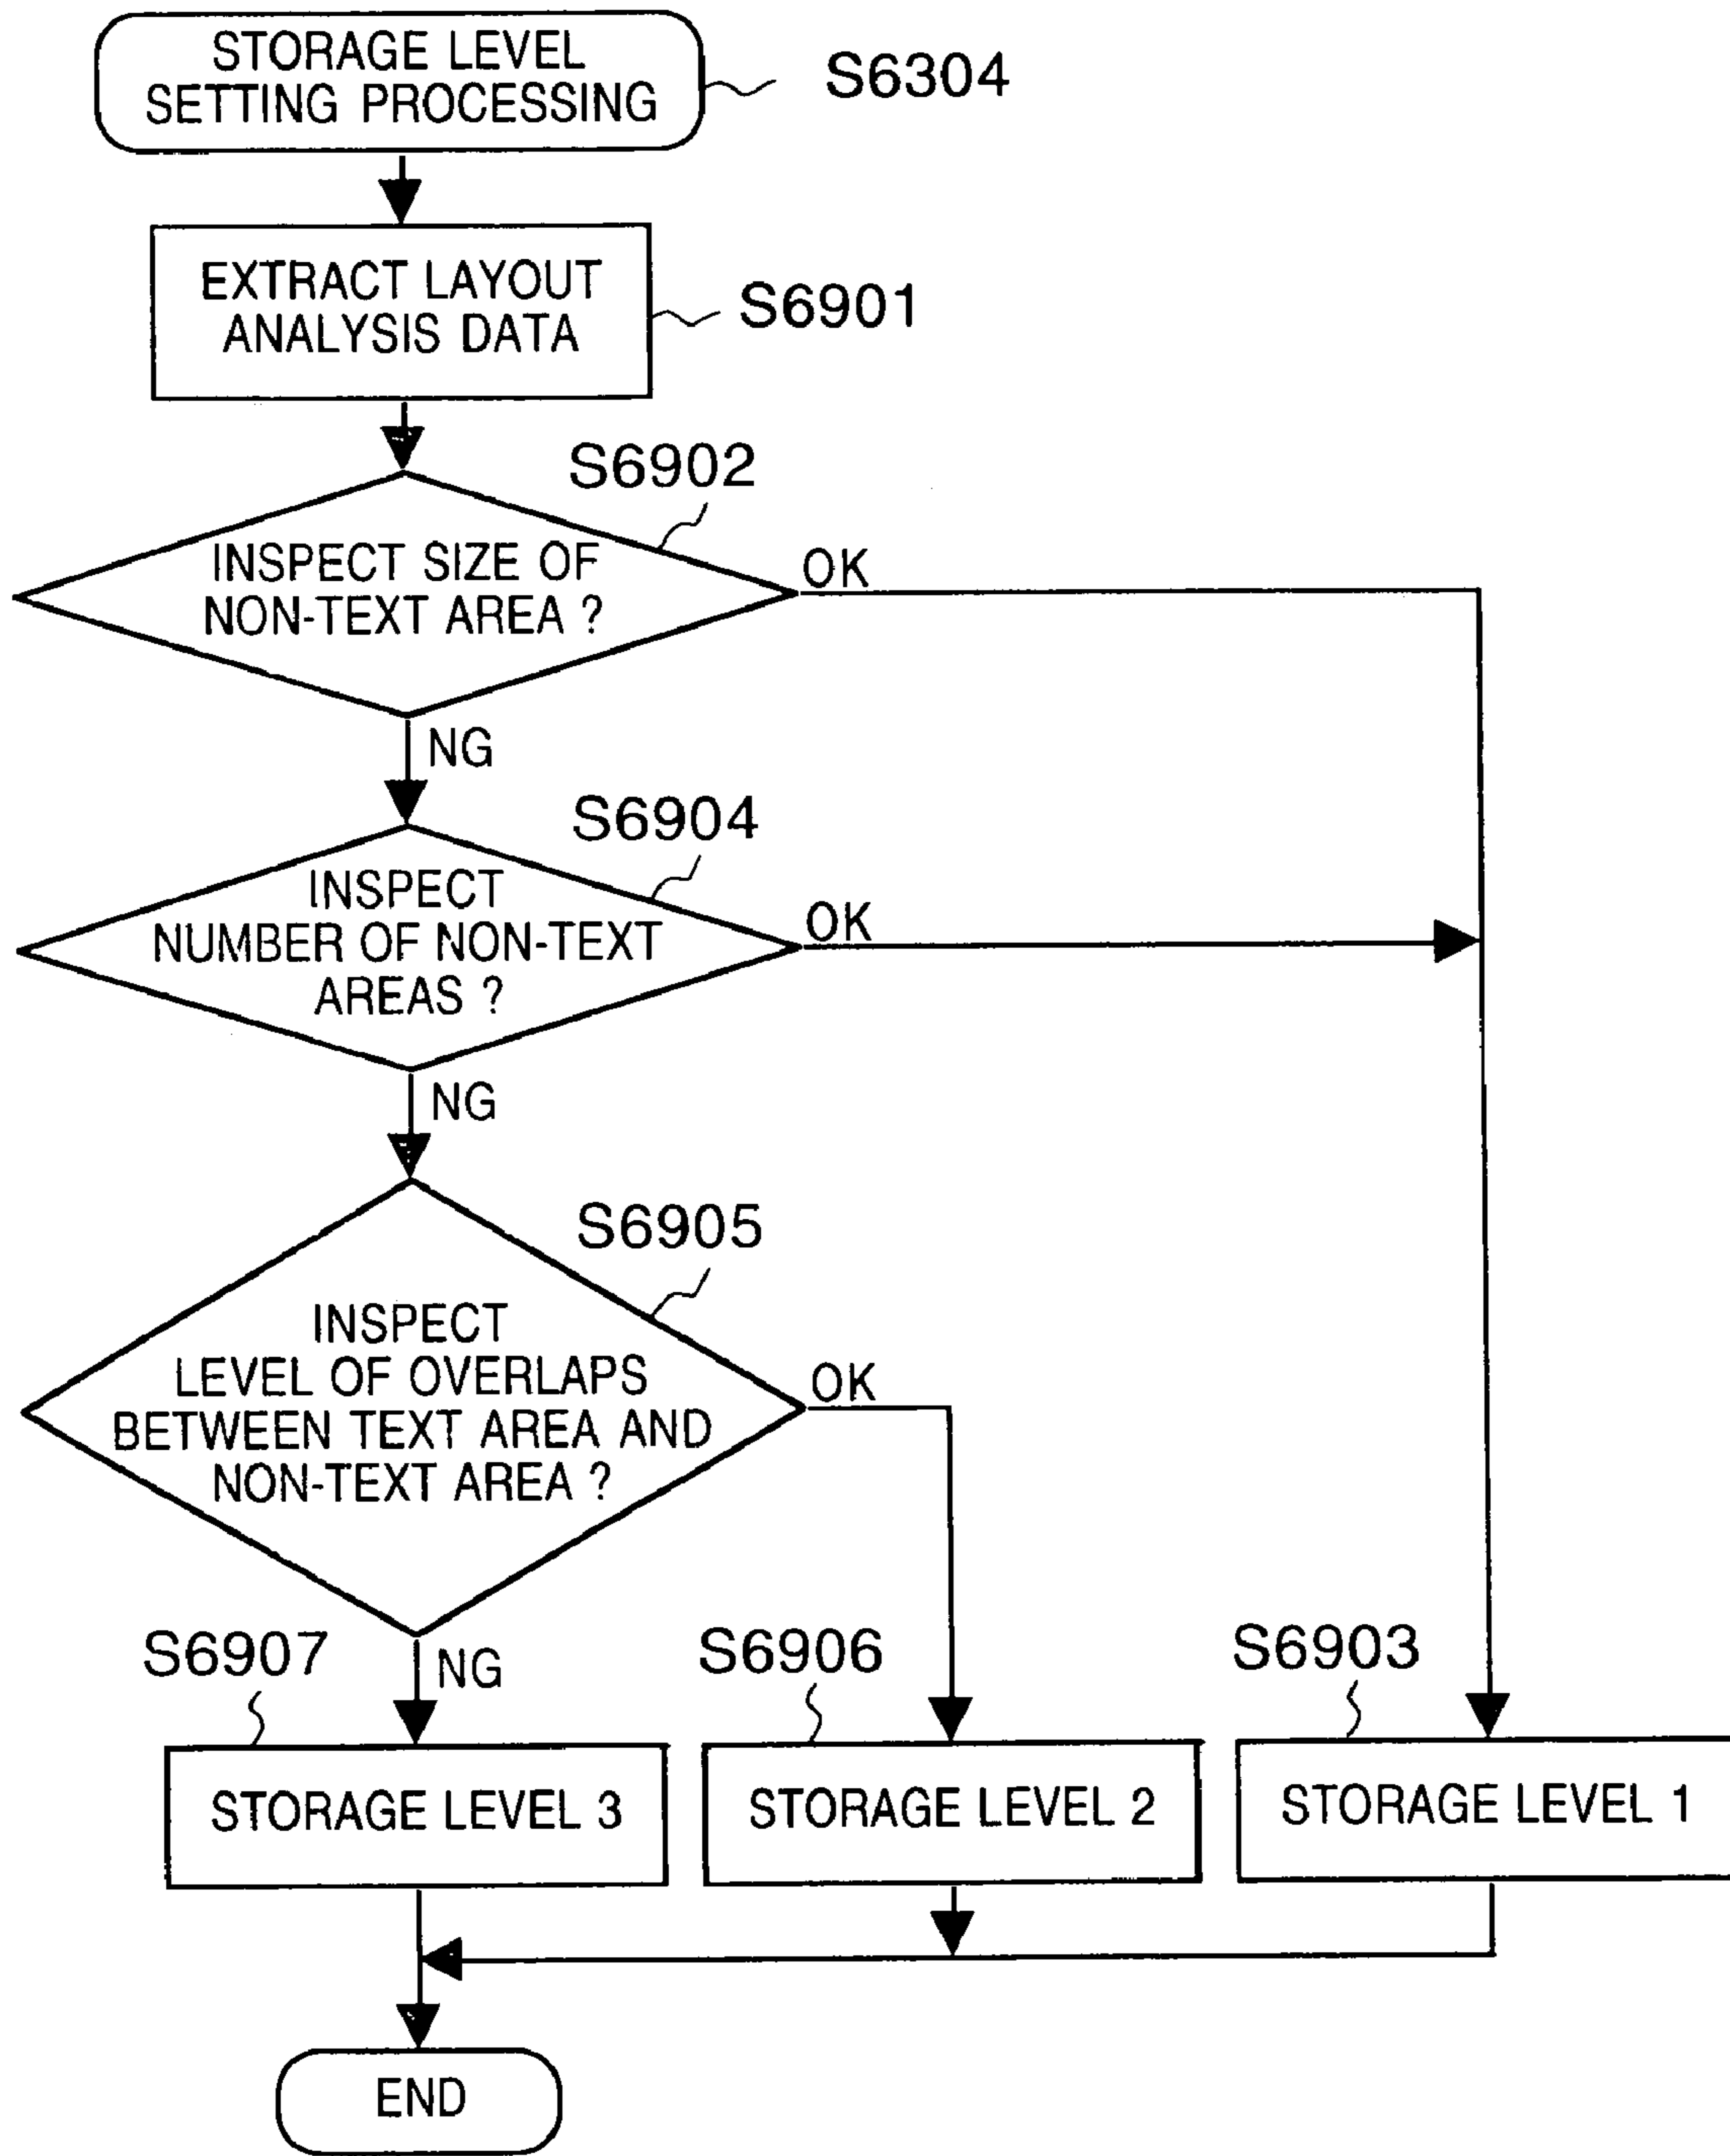 STORAGE LEVEL
SETTING PROCESSING
S6304
EXTRACT LAYOUT
ANALYSIS DATA
S6901
S6902
INSPECT SIZE OF
NON-TEXT AREA ?
OK
NG
S6904
INSPECT
NUMBER OF NON-TEXT
AREAS ?
OK
NG
S6905
INSPECT
LEVEL OF OVERLAPS
BETWEEN TEXT AREA AND
NON-TEXT AREA ?
OK
NG
S6907
STORAGE LEVEL 3
S6906
STORAGE LEVEL 2
S6903
STORAGE LEVEL 1
END